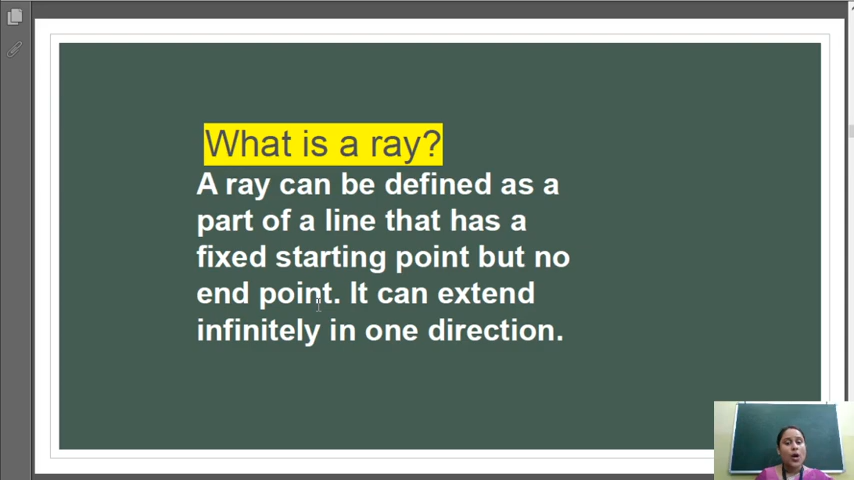 What is a ray?
A ray can be defined as a
part of a line that has a
fixed starting point but no
end point. It can extend
infinitely in one direction.